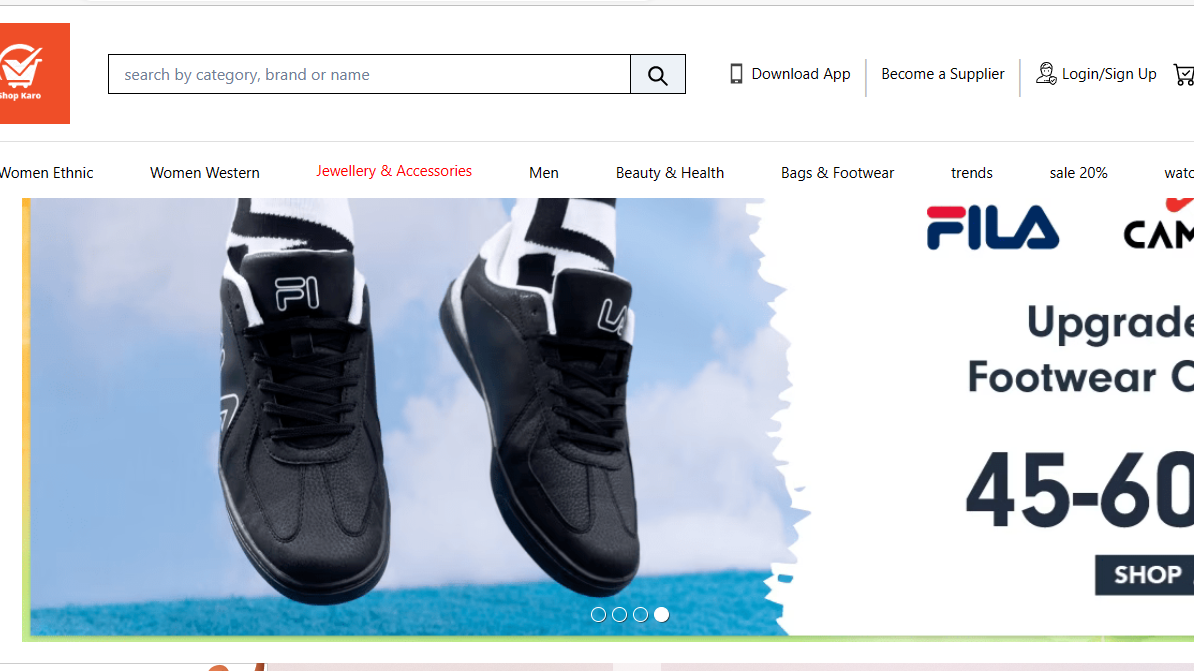 Shop Karo
search by category, brand or name
Download App
Become a Supplier
Login/Sign Up
Women Ethnic
Women Western
Jewellery & Accessories
Men
Beauty & Health
Bags & Footwear
trends
sale 20%
watc
FILA
CAM
FI
LA
Upgrade
Footwear C
45-60
SHOP